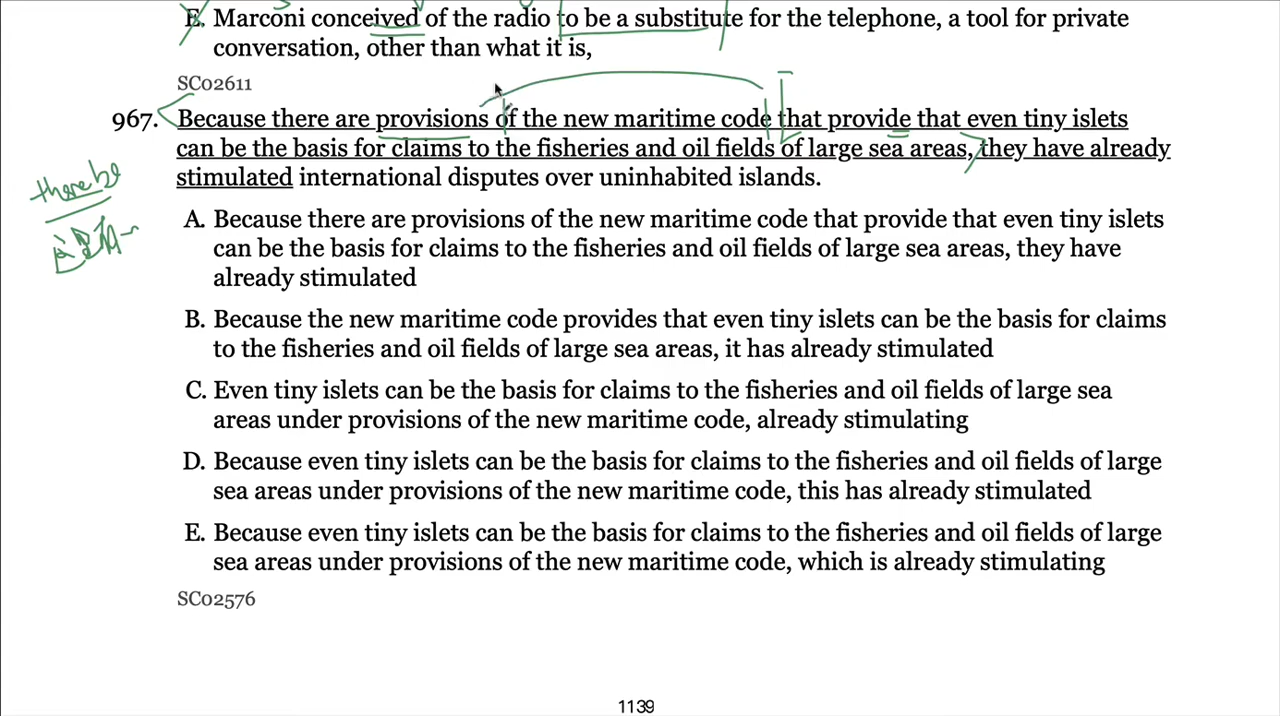 E. Marconi conceived of the radio to be a substitute for the telephone, a tool for private
conversation, other than what it is,
SC02611
967. Because there are provisions of the new maritime code that provide that even tiny islets
can be the basis for claims to the fisheries and oil fields of large sea areas, they have already
stimulated international disputes over uninhabited islands.
there be
A. Because there are provisions of the new maritime code that provide that even tiny islets
can be the basis for claims to the fisheries and oil fields of large sea areas, they have
already stimulated
B. Because the new maritime code provides that even tiny islets can be the basis for claims
to the fisheries and oil fields of large sea areas, it has already stimulated
C. Even tiny islets can be the basis for claims to the fisheries and oil fields of large sea
areas under provisions of the new maritime code, already stimulating
D. Because even tiny islets can be the basis for claims to the fisheries and oil fields of large
sea areas under provisions of the new maritime code, this has already stimulated
E. Because even tiny islets can be the basis for claims to the fisheries and oil fields of large
sea areas under provisions of the new maritime code, which is already stimulating
SC02576
1139